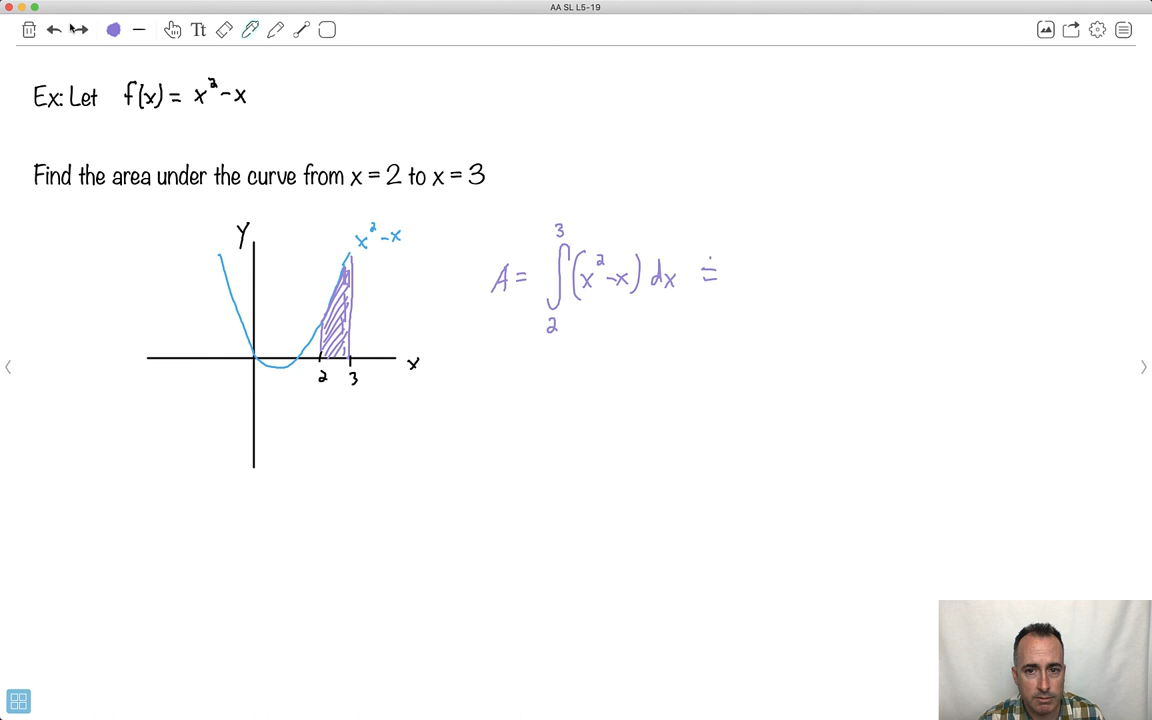 AA SL L5-19
Tt
Ex: Let f(x) = x² - x
Find the area under the curve from x = 2 to x = 3
y
x² - x
A = ∫₂³ (x² - x) dx ≐
x
2 3